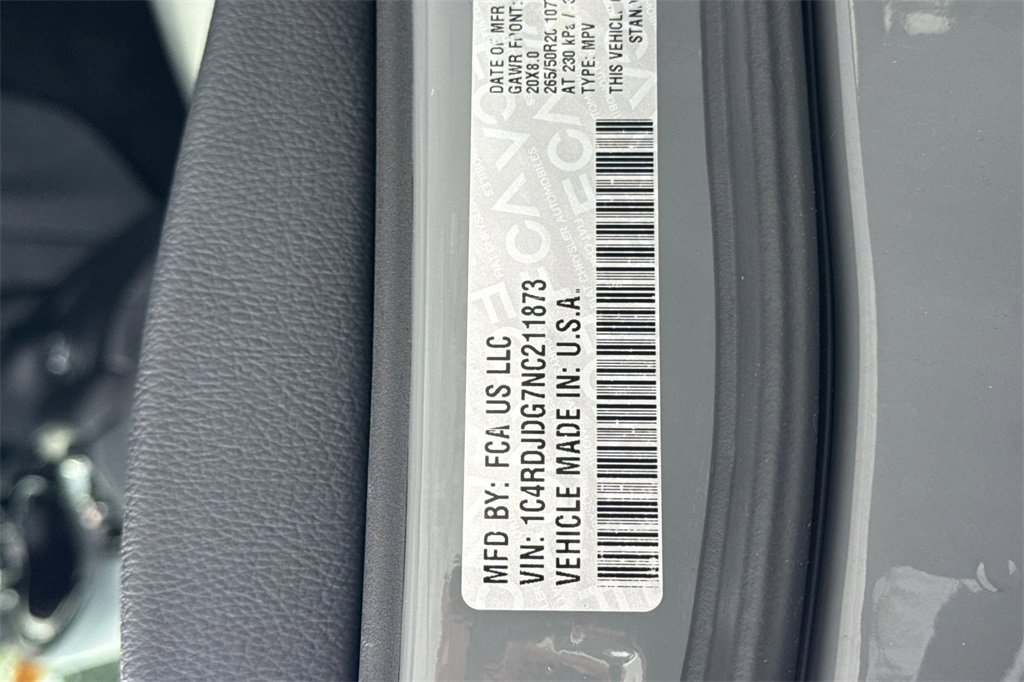 MFD BY: FCA US LLC
DATE OF MFR
VIN: 1C4RDJDG7NC211873
GAWR FRONT:
VEHICLE MADE IN: U.S.A.
20X8.0
265/50R20 107
AT 230 kPa /
TYPE: MPV
THIS VEHICLE